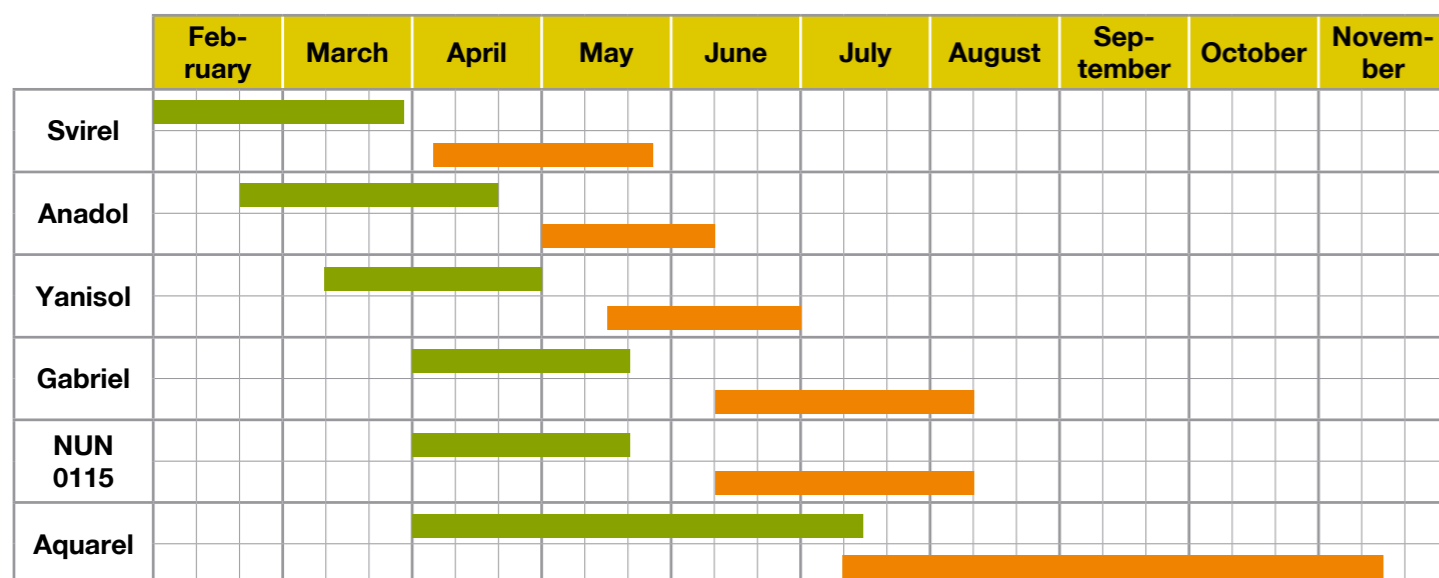 Feb-
ruary
March
April
May
June
July
August
Sep-
tember
October
Novem-
ber
Svirel
Anadol
Yanisol
Gabriel
NUN
0115
Aquarel